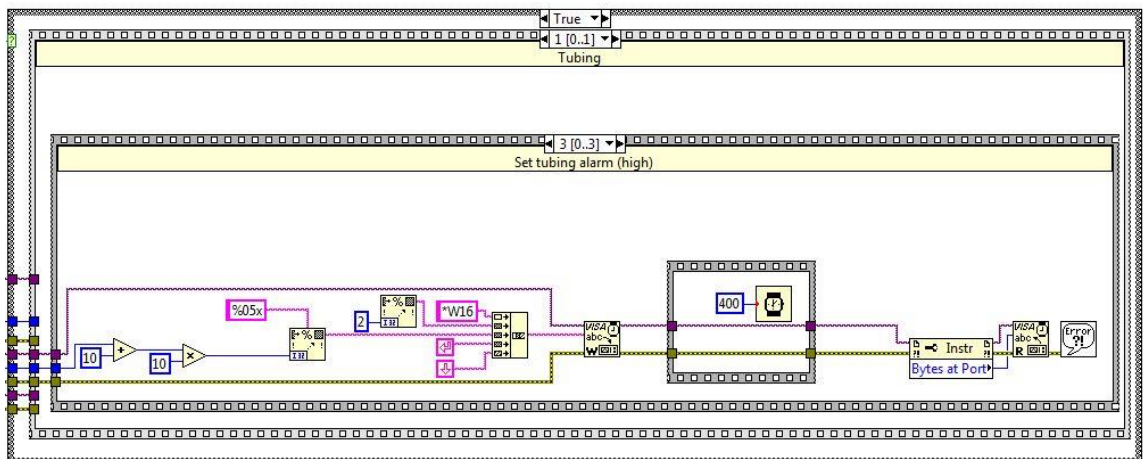 True
1 [0..1]
Tubing
3 [0..3]
Set tubing alarm (high)
?
%05x
2
*W16
400
10
10
VISA
abc
W
Instr
Bytes at Port
VISA
abc
R
Error
?!